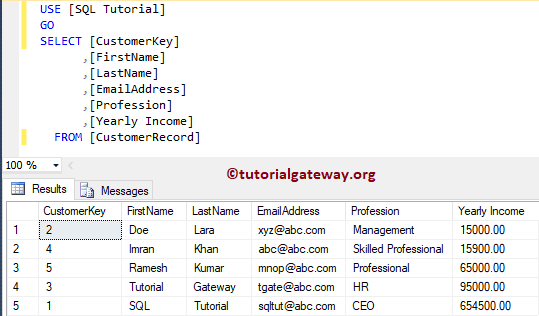 USE [SQL Tutorial]
GO
SELECT [CustomerKey]
,[FirstName]
,[LastName]
,[EmailAddress]
,[Profession]
,[Yearly Income]
FROM [CustomerRecord]
100 %
©tutorialgateway.org
Results Messages
CustomerKey FirstName LastName EmailAddress Profession Yearly Income
1 2 Doe Lara xyz@abc.com Management 15000.00
2 4 Imran Khan abc@abc.com Skilled Professional 15900.00
3 5 Ramesh Kumar mnop@abc.com Professional 65000.00
4 3 Tutorial Gateway tgate@abc.com HR 95000.00
5 1 SQL Tutorial sqltut@abc.com CEO 654500.00